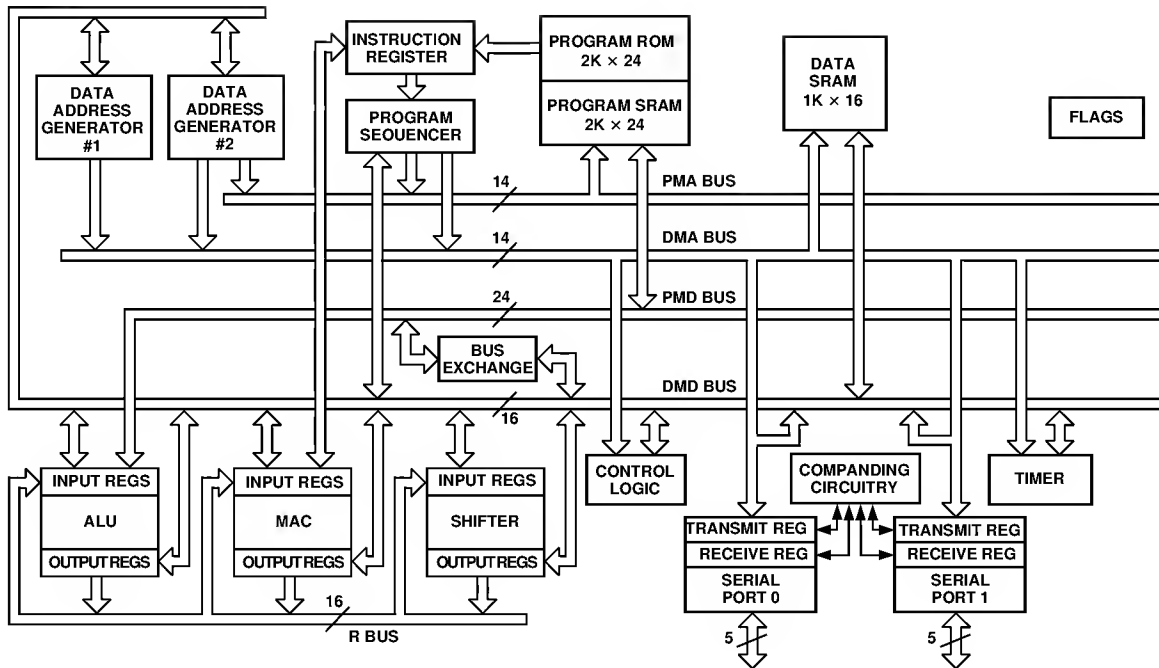 INSTRUCTION
REGISTER
PROGRAM ROM
2K × 24
PROGRAM SRAM
2K × 24
DATA
SRAM
1K × 16
FLAGS
DATA
ADDRESS
GENERATOR
#1
DATA
ADDRESS
GENERATOR
#2
PROGRAM
SEQUENCER
14
PMA BUS
14
DMA BUS
24
PMD BUS
BUS
EXCHANGE
DMD BUS
16
INPUT REGS
ALU
OUTPUT REGS
INPUT REGS
MAC
OUTPUT REGS
INPUT REGS
SHIFTER
OUTPUT REGS
16
R BUS
CONTROL
LOGIC
COMPANDING
CIRCUITRY
TIMER
TRANSMIT REG
RECEIVE REG
SERIAL
PORT 0
5
TRANSMIT REG
RECEIVE REG
SERIAL
PORT 1
5